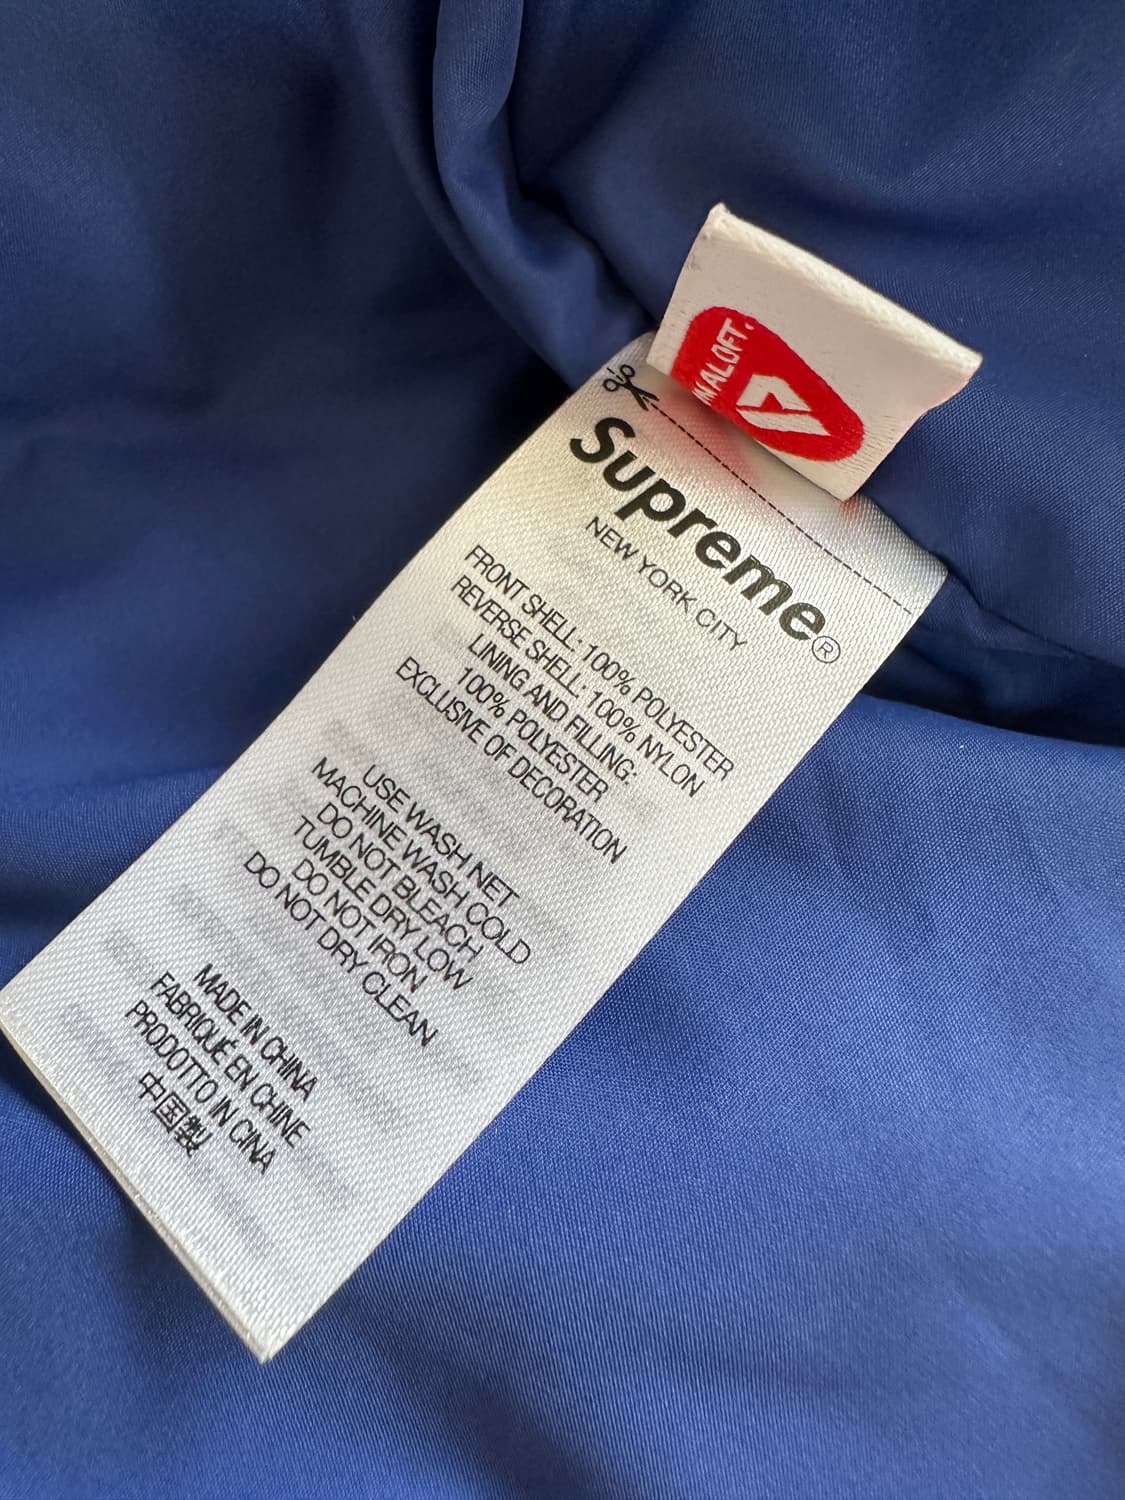 MALOFT.
Supreme®
NEW YORK CITY
FRONT SHELL: 100% POLYESTER
REVERSE SHELL: 100% NYLON
LINING AND FILLING:
100% POLYESTER
EXCLUSIVE OF DECORATION
USE WASH NET
MACHINE WASH COLD
DO NOT BLEACH
TUMBLE DRY LOW
DO NOT IRON
DO NOT DRY CLEAN
MADE IN CHINA
FABRIQUÉ EN CHINE
PRODOTTO IN CINA
中国製